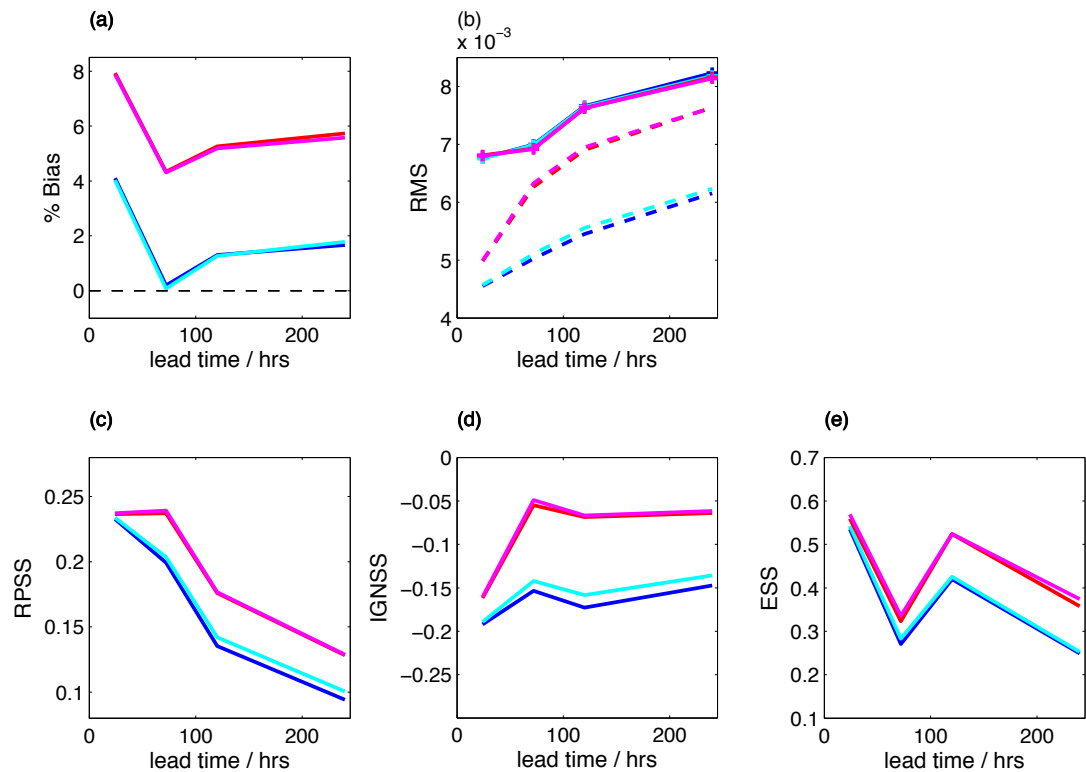 (a)
(b)
x 10⁻³
% Bias
8
6
4
2
0
0
100
200
lead time / hrs
RMS
8
7
6
5
4
0
100
200
lead time / hrs
(c)
(d)
(e)
RPSS
0.25
0.2
0.15
0.1
0
100
200
lead time / hrs
IGNSS
0
−0.05
−0.1
−0.15
−0.2
−0.25
0
100
200
lead time / hrs
ESS
0.7
0.6
0.5
0.4
0.3
0.2
0.1
0
100
200
lead time / hrs